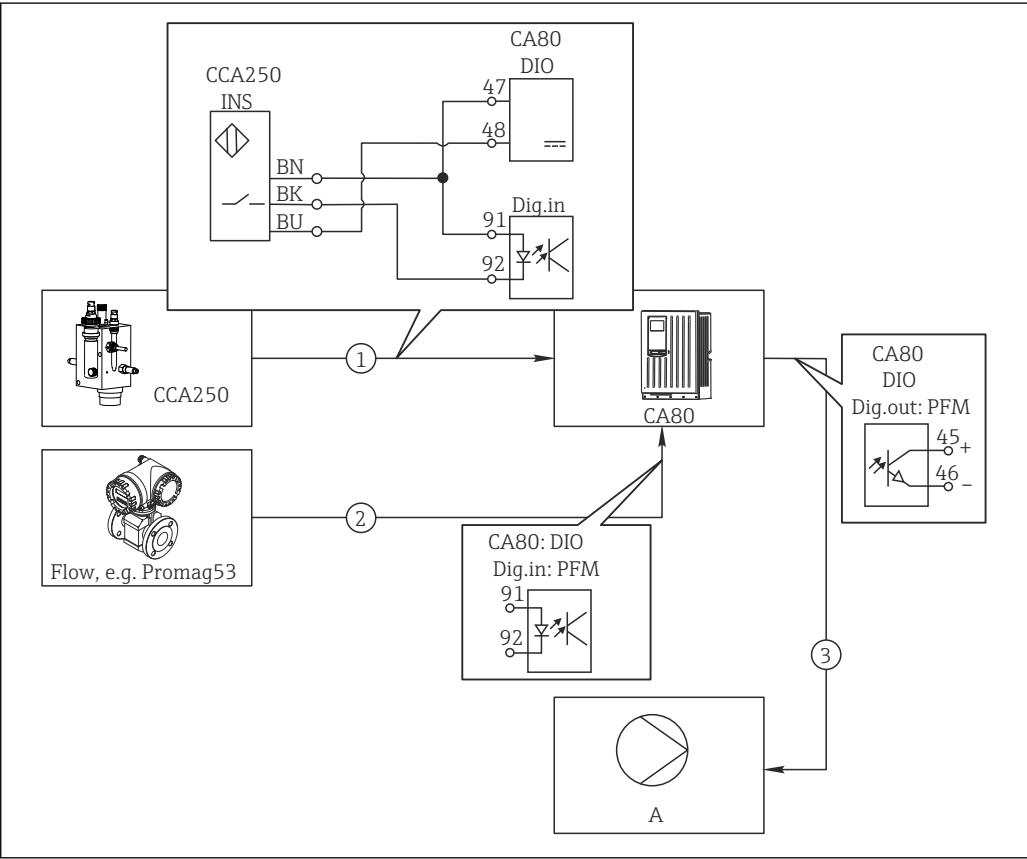 CA80
DIO
CCA250
INS
47
48
BN
BK
BU
Dig.in
91
92
CCA250
1
CA80
CA80
DIO
Dig.out: PFM
45
+
46
–
Flow, e.g. Promag53
2
CA80: DIO
Dig.in: PFM
91
92
3
A